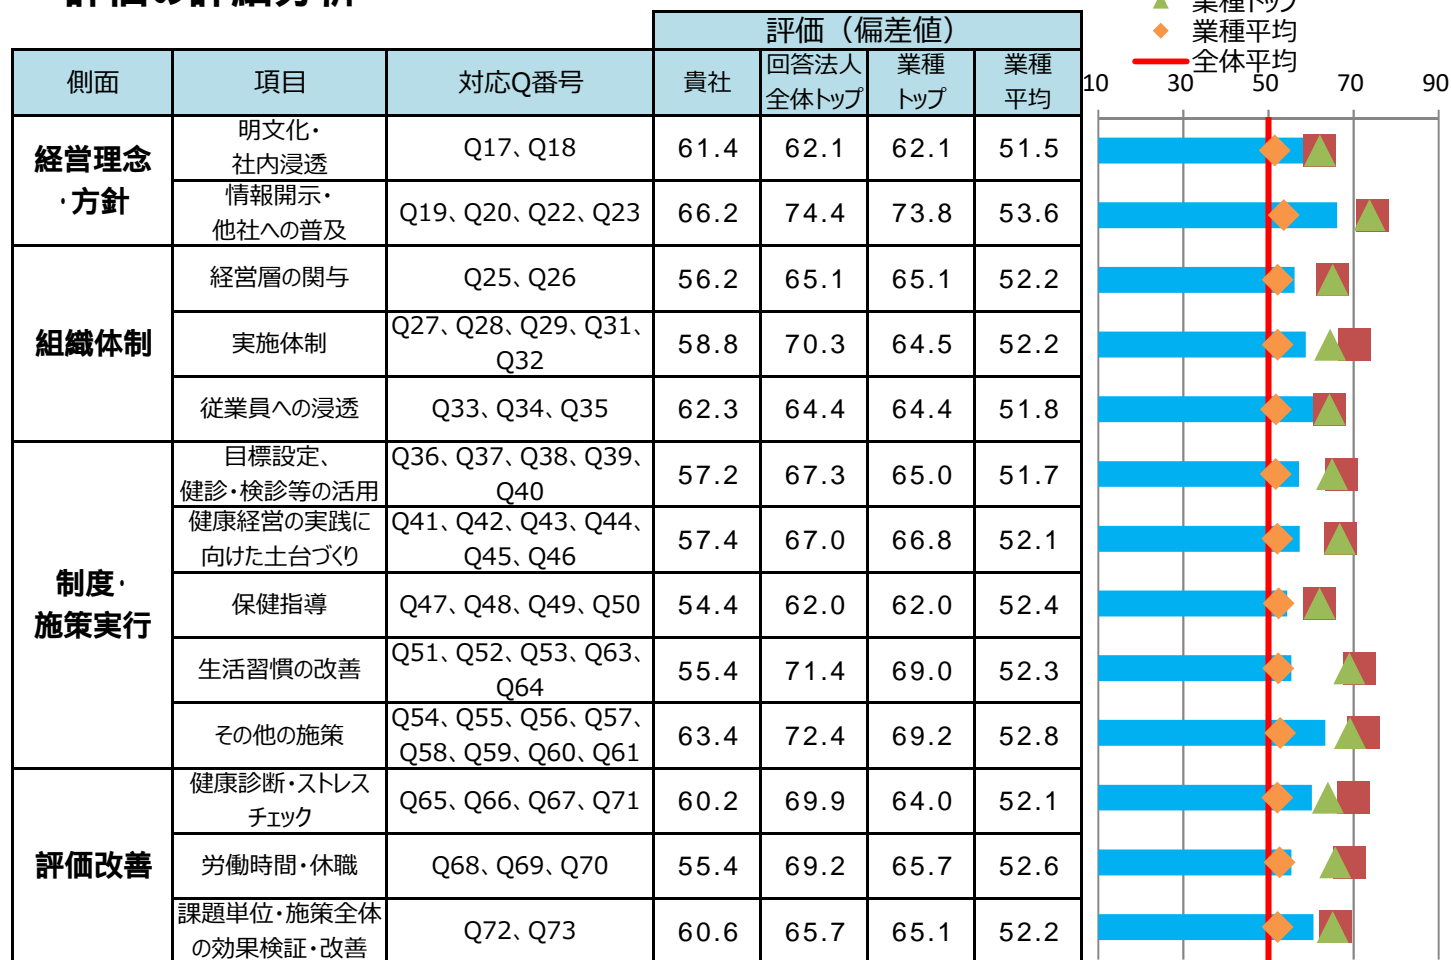 評価の詳細分析
業種トップ
業種平均
全体平均
評価（偏差値）
側面 項目 対応Q番号 貴社 回答法人 業種 業種
全体トップ トップ 平均
10 30 50 70 90
経営理念
・方針
明文化・
社内浸透
Q17、Q18 61.4 62.1 62.1 51.5
情報開示・
他社への普及
Q19、Q20、Q22、Q23 66.2 74.4 73.8 53.6
組織体制
経営層の関与 Q25、Q26 56.2 65.1 65.1 52.2
実施体制
Q27、Q28、Q29、Q31、
Q32
58.8 70.3 64.5 52.2
従業員への浸透 Q33、Q34、Q35 62.3 64.4 64.4 51.8
制度・
施策実行
目標設定、
健診・検診等の活用
Q36、Q37、Q38、Q39、
Q40
57.2 67.3 65.0 51.7
健康経営の実践に
向けた土台づくり
Q41、Q42、Q43、Q44、
Q45、Q46
57.4 67.0 66.8 52.1
保健指導 Q47、Q48、Q49、Q50 54.4 62.0 62.0 52.4
生活習慣の改善
Q51、Q52、Q53、Q63、
Q64
55.4 71.4 69.0 52.3
その他の施策
Q54、Q55、Q56、Q57、
Q58、Q59、Q60、Q61
63.4 72.4 69.2 52.8
評価改善
健康診断・ストレス
チェック
Q65、Q66、Q67、Q71 60.2 69.9 64.0 52.1
労働時間・休職 Q68、Q69、Q70 55.4 69.2 65.7 52.6
課題単位・施策全体
の効果検証・改善
Q72、Q73 60.6 65.7 65.1 52.2